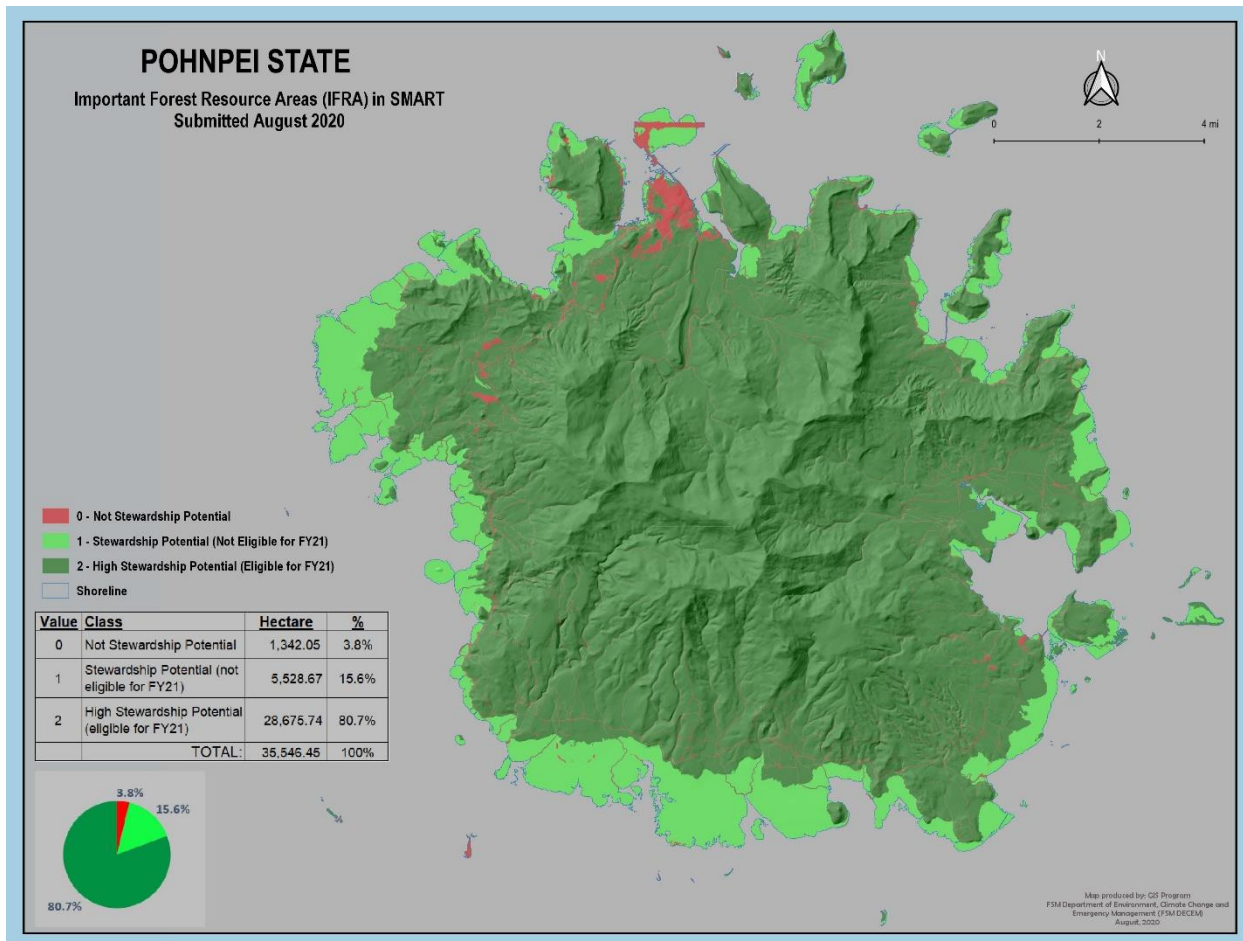 POHNPEI STATE
Important Forest Resource Areas (IFRA) in SMART
Submitted August 2020
N
0 2 4 mi
0 - Not Stewardship Potential
1 - Stewardship Potential (Not Eligible for FY21)
2 - High Stewardship Potential (Eligible for FY21)
Shoreline
Value Class Hectare %
0 Not Stewardship Potential 1,342.05 3.8%
1 Stewardship Potential (not
eligible for FY21) 5,528.67 15.6%
2 High Stewardship Potential
(eligible for FY21) 28,675.74 80.7%
TOTAL: 35,546.45 100%
3.8%
15.6%
80.7%
Map produced by: GIS Program
FSM Department of Environment, Climate Change and
Emergency Management (FSM DECEM)
August, 2020